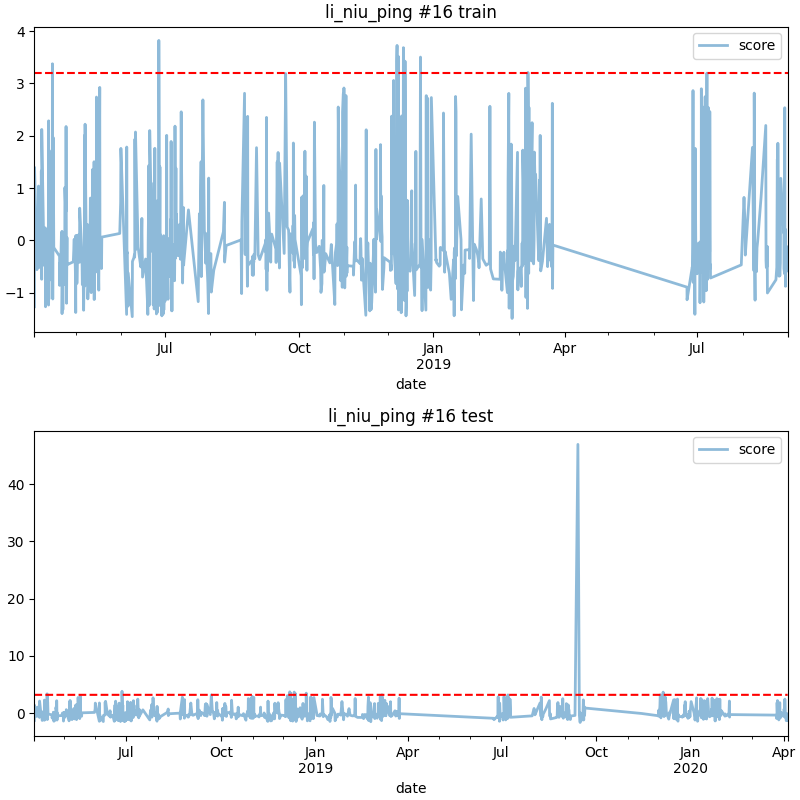 li_niu_ping #16 train
score
4
3
2
1
0
−1
Jul
Oct
Jan
2019
Apr
Jul
date
li_niu_ping #16 test
score
40
30
20
10
0
Jul
Oct
Jan
2019
Apr
Jul
Oct
Jan
2020
Apr
date